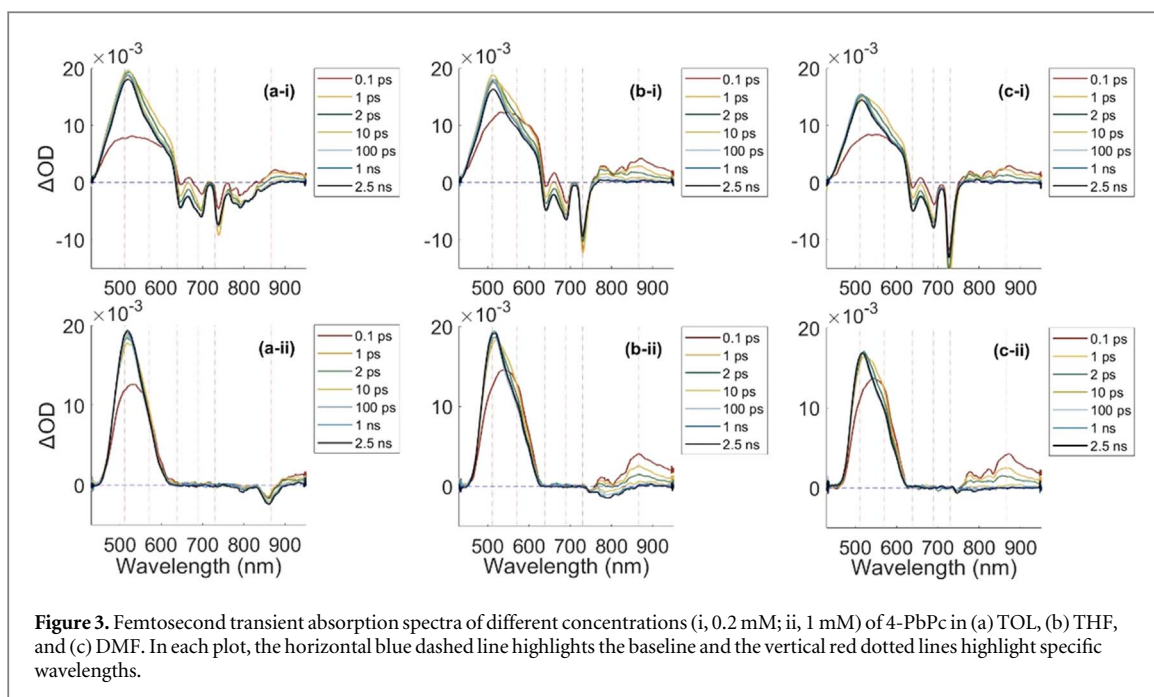 ×10⁻³
20
10
0
-10
ΔOD
(a-i)
0.1 ps
1 ps
2 ps
10 ps
100 ps
1 ns
2.5 ns
500 600 700 800 900
×10⁻³
20
10
0
-10
(b-i)
0.1 ps
1 ps
2 ps
10 ps
100 ps
1 ns
2.5 ns
500 600 700 800 900
×10⁻³
20
10
0
-10
(c-i)
0.1 ps
1 ps
2 ps
10 ps
100 ps
1 ns
2.5 ns
500 600 700 800 900
×10⁻³
20
10
0
ΔOD
(a-ii)
0.1 ps
1 ps
2 ps
10 ps
100 ps
1 ns
2.5 ns
500 600 700 800 900
Wavelength (nm)
×10⁻³
20
10
0
(b-ii)
0.1 ps
1 ps
2 ps
10 ps
100 ps
1 ns
2.5 ns
500 600 700 800 900
Wavelength (nm)
×10⁻³
20
10
0
(c-ii)
0.1 ps
1 ps
2 ps
10 ps
100 ps
1 ns
2.5 ns
500 600 700 800 900
Wavelength (nm)
Figure 3. Femtosecond transient absorption spectra of different concentrations (i, 0.2 mM; ii, 1 mM) of 4-PbPc in (a) TOL, (b) THF,
and (c) DMF. In each plot, the horizontal blue dashed line highlights the baseline and the vertical red dotted lines highlight specific
wavelengths.